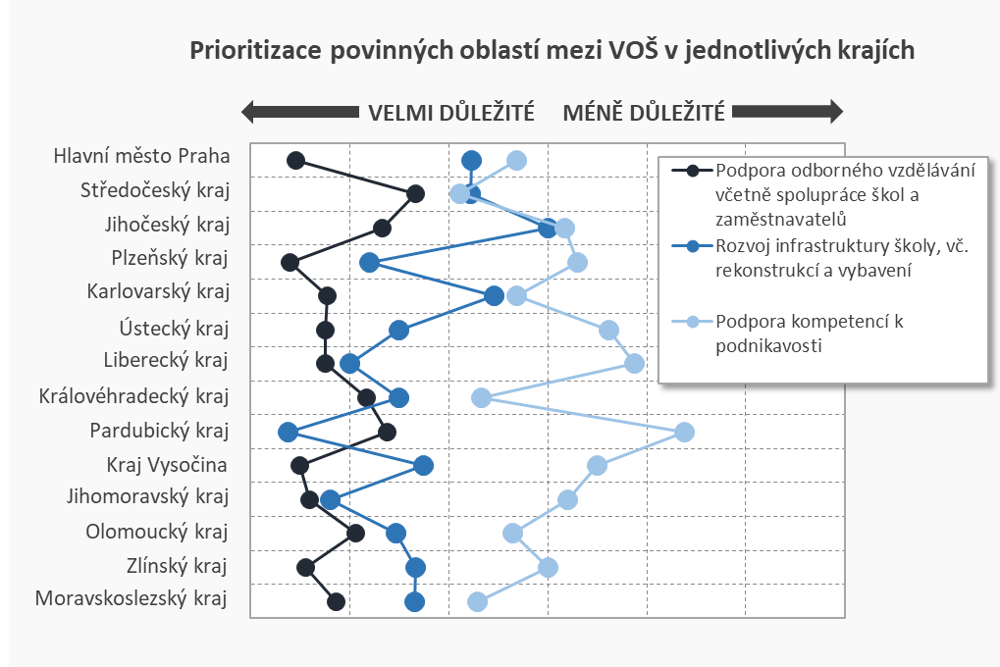 Prioritizace povinných oblastí mezi VOŠ v jednotlivých krajích
VELMI DŮLEŽITÉ MÉNĚ DŮLEŽITÉ
Hlavní město Praha
Středočeský kraj
Jihočeský kraj
Plzeňský kraj
Karlovarský kraj
Ústecký kraj
Liberecký kraj
Královéhradecký kraj
Pardubický kraj
Kraj Vysočina
Jihomoravský kraj
Olomoucký kraj
Zlínský kraj
Moravskoslezský kraj
Podpora odborného vzdělávání
včetně spolupráce škol a
zaměstnavatelů
Rozvoj infrastruktury školy, vč.
rekonstrukcí a vybavení
Podpora kompetencí k
podnikavosti